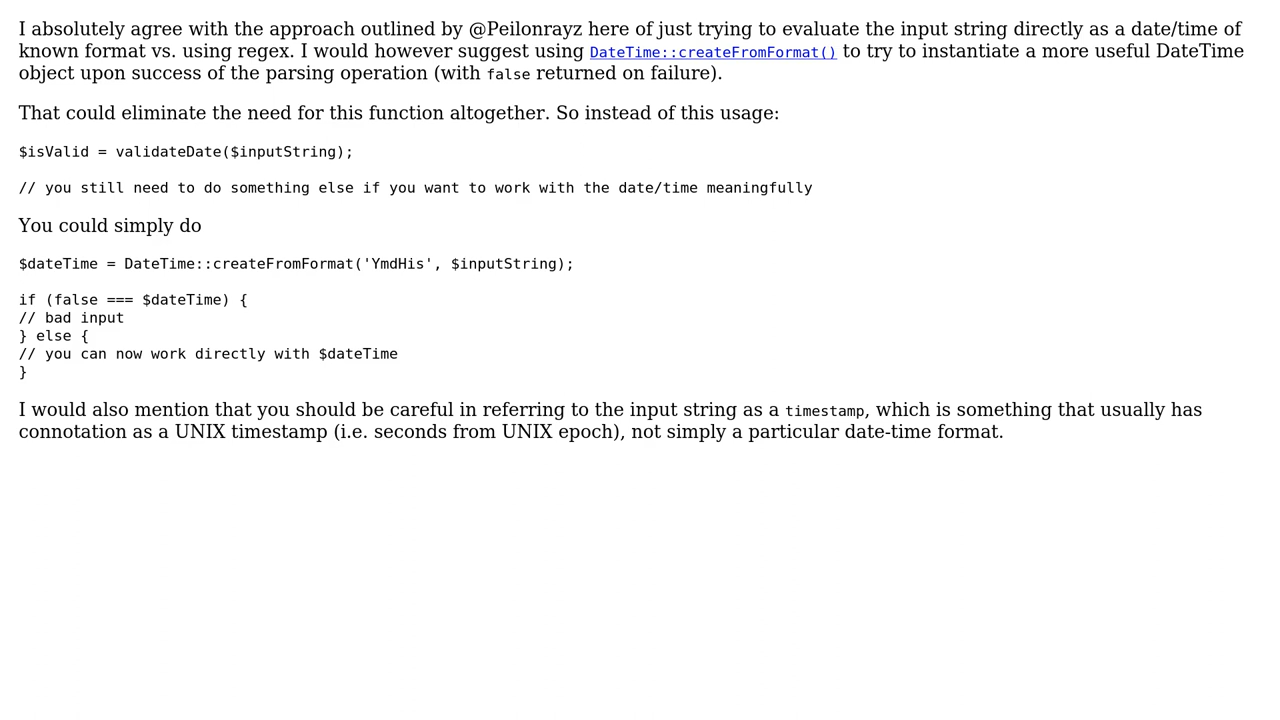 I absolutely agree with the approach outlined by @Peilonrayz here of just trying to evaluate the input string directly as a date/time of
known format vs. using regex. I would however suggest using DateTime::createFromFormat() to try to instantiate a more useful DateTime
object upon success of the parsing operation (with false returned on failure).
That could eliminate the need for this function altogether. So instead of this usage:
$isValid = validateDate($inputString);
// you still need to do something else if you want to work with the date/time meaningfully
You could simply do
$dateTime = DateTime::createFromFormat('YmdHis', $inputString);
if (false === $dateTime) {
// bad input
} else {
// you can now work directly with $dateTime
}
I would also mention that you should be careful in referring to the input string as a timestamp, which is something that usually has
connotation as a UNIX timestamp (i.e. seconds from UNIX epoch), not simply a particular date-time format.